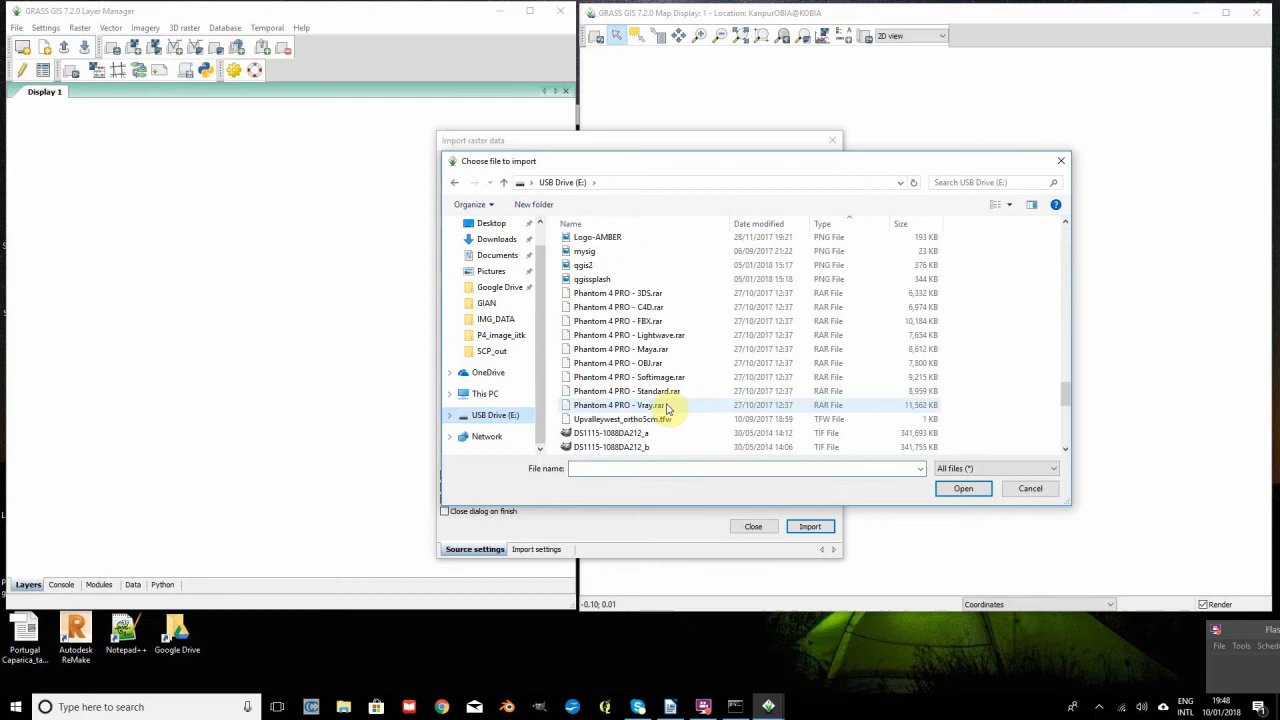 GRASS GIS 7.2.0 Layer Manager
File Settings Raster Vector Imagery 3D raster Database Temporal Help
Display 1
GRASS GIS 7.2.0 Map Display: 1 - Location: KanpurOBIA@KOBIA
2D view
Import raster data
Choose file to import
USB Drive (E:)
Search USB Drive (E:)
Organize
New folder
Desktop
Downloads
Documents
Pictures
Google Drive
GIAN
IMG_DATA
P4_image_iitk
SCP_out
OneDrive
This PC
USB Drive (E:)
Network
Name Date modified Type Size
Logo-AMBER 28/11/2017 19:21 PNG File 193 KB
mysig 06/09/2017 21:22 PNG File 23 KB
qgis2 05/01/2018 15:17 PNG File 376 KB
qgissplash 05/01/2018 15:18 PNG File 344 KB
Phantom 4 PRO - 3DS.rar 27/10/2017 12:37 RAR File 6,332 KB
Phantom 4 PRO - C4D.rar 27/10/2017 12:37 RAR File 6,974 KB
Phantom 4 PRO - FBX.rar 27/10/2017 12:37 RAR File 10,184 KB
Phantom 4 PRO - Lightwave.rar 27/10/2017 12:37 RAR File 7,654 KB
Phantom 4 PRO - Maya.rar 27/10/2017 12:37 RAR File 8,612 KB
Phantom 4 PRO - OBJ.rar 27/10/2017 12:37 RAR File 7,800 KB
Phantom 4 PRO - Softimage.rar 27/10/2017 12:37 RAR File 9,215 KB
Phantom 4 PRO - Standard.rar 27/10/2017 12:37 RAR File 8,959 KB
Phantom 4 PRO - Vray.rar 27/10/2017 12:37 RAR File 11,562 KB
Upvalleywest_ortho5cm.tfw 10/09/2017 18:59 TFW File 1 KB
DS1115-1088DA212_a 30/05/2014 14:12 TIF File 341,693 KB
DS1115-1088DA212_b 30/05/2014 14:06 TIF File 341,755 KB
File name:
All files (*)
Open
Cancel
Close dialog on finish
Close
Import
Source settings
Import settings
Layers Console Modules Data Python
-0.10; 0.01
Coordinates
Render
Portugal
Caparica_ta...
Autodesk
ReMake
Notepad++
Google Drive
File Tools
Type here to search
ENG
INTL
19:48
10/01/2018